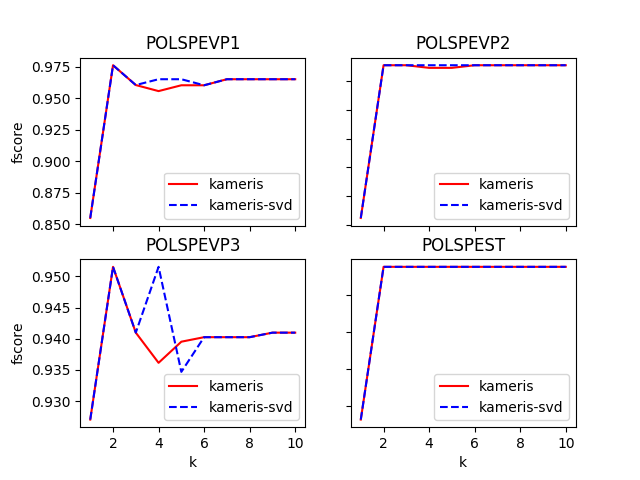 POLSPEVP1
POLSPEVP2
0.975
0.950
0.925
0.900
0.875
0.850
fscore
kameris
kameris-svd
kameris
kameris-svd
POLSPEVP3
POLSPEST
0.950
0.945
0.940
0.935
0.930
fscore
kameris
kameris-svd
kameris
kameris-svd
2 4 6 8 10
2 4 6 8 10
k
k